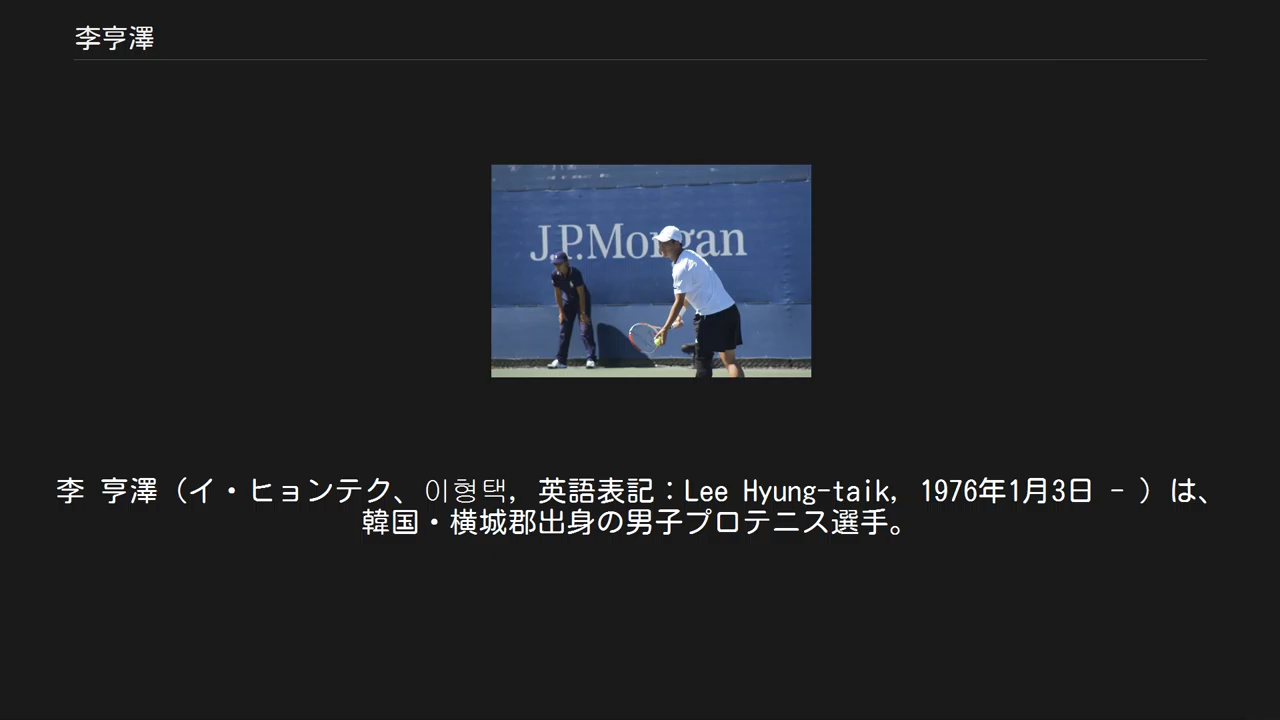 李亨澤
J.P.Morgan
李 亨澤（イ・ヒョンテク、이형택, 英語表記：Lee Hyung-taik, 1976年1月3日 - ）は、
韓国・横城郡出身の男子プロテニス選手。